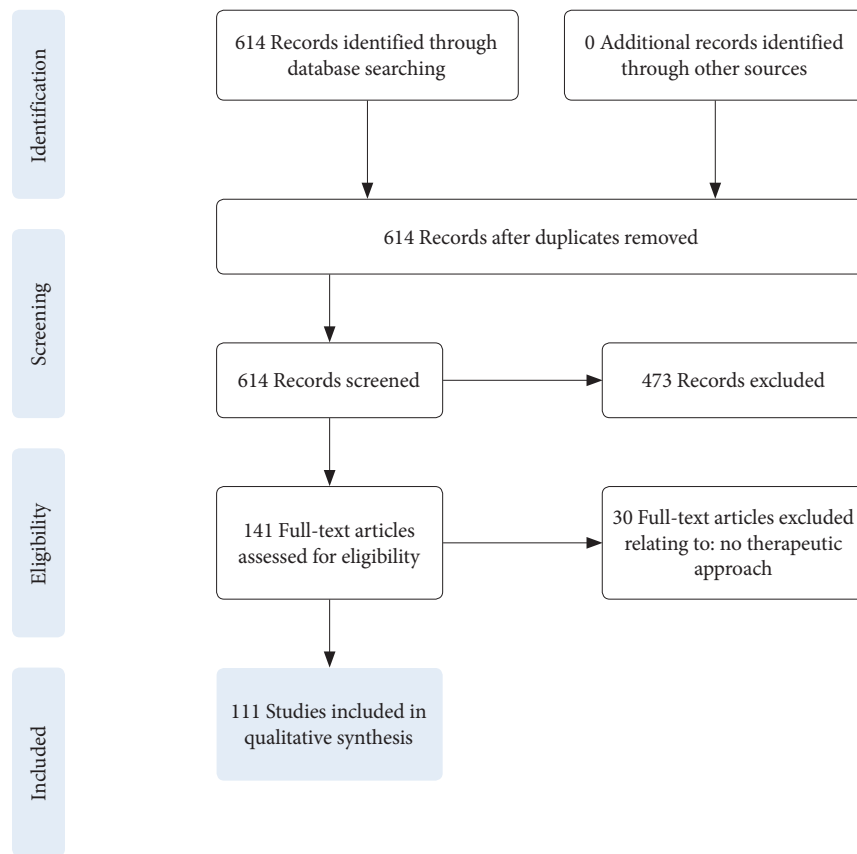 Identification
614 Records identified through
database searching
0 Additional records identified
through other sources
Screening
614 Records after duplicates removed
614 Records screened
473 Records excluded
Eligibility
141 Full-text articles
assessed for eligibility
30 Full-text articles excluded
relating to: no therapeutic
approach
Included
111 Studies included in
qualitative synthesis